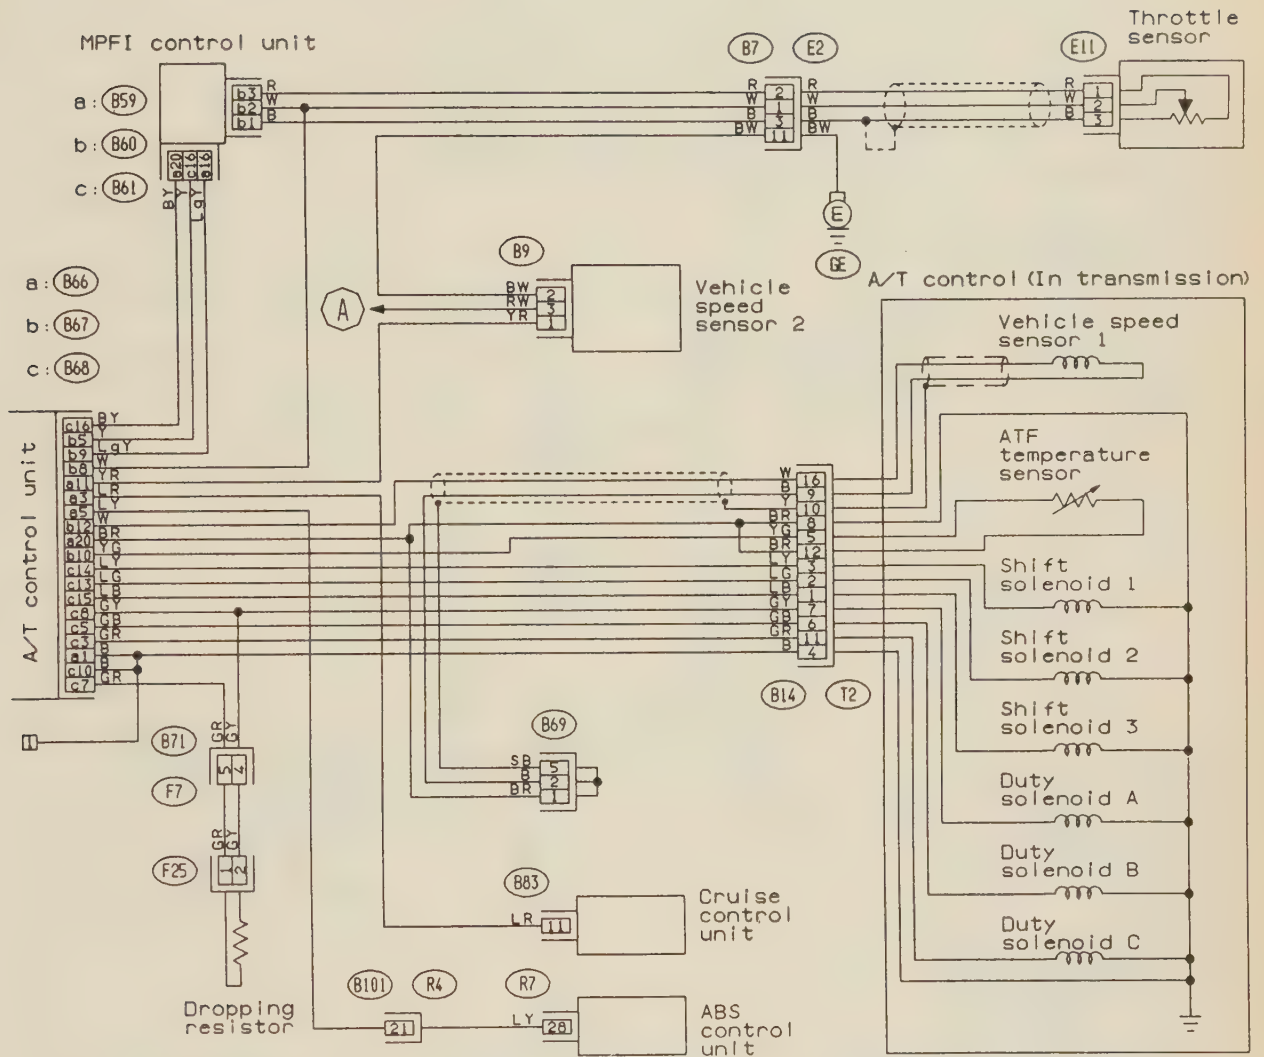 MPFI control unit
a: B59
b: B60
c: B61
b3 R
b2 W
b1 B
a20 c16 a16
BY Y LgY
B7 E2
R 2 R
W 1 W
B 3 B
BW 11 BW
E
GE
E11
R 1
W 2
B 3
Throttle
sensor
B9
BW 2
RW 3
YR 1
A
Vehicle
speed
sensor 2
a: B66
b: B67
c: B68
A/T control unit
c16 BY
b5 Y
b9 LgY
b8 W
a11 YR
a3 LR
a5 LY
b12 W
a20 BR
b10 YG
c14 LY
c13 LG
c15 LB
c8 GY
c5 GB
c3 GR
a1 B
c10 B
c7 GR
W 16
B 9
Y 10
BR 8
YG 5
BR 12
LY 3
LG 2
LB 1
GY 7
GB 6
GR 11
B 4
B14 T2
A/T control (In transmission)
Vehicle speed
sensor 1
ATF
temperature
sensor
Shift
solenoid 1
Shift
solenoid 2
Shift
solenoid 3
Duty
solenoid A
Duty
solenoid B
Duty
solenoid C
B71
GR GY
5 4
F7
GR GY
F25
1 2
Dropping
resistor
B69
SB 5
B 2
BR 1
B83
LR 11
Cruise
control
unit
B101 R4
21
R7
LY 28
ABS
control
unit